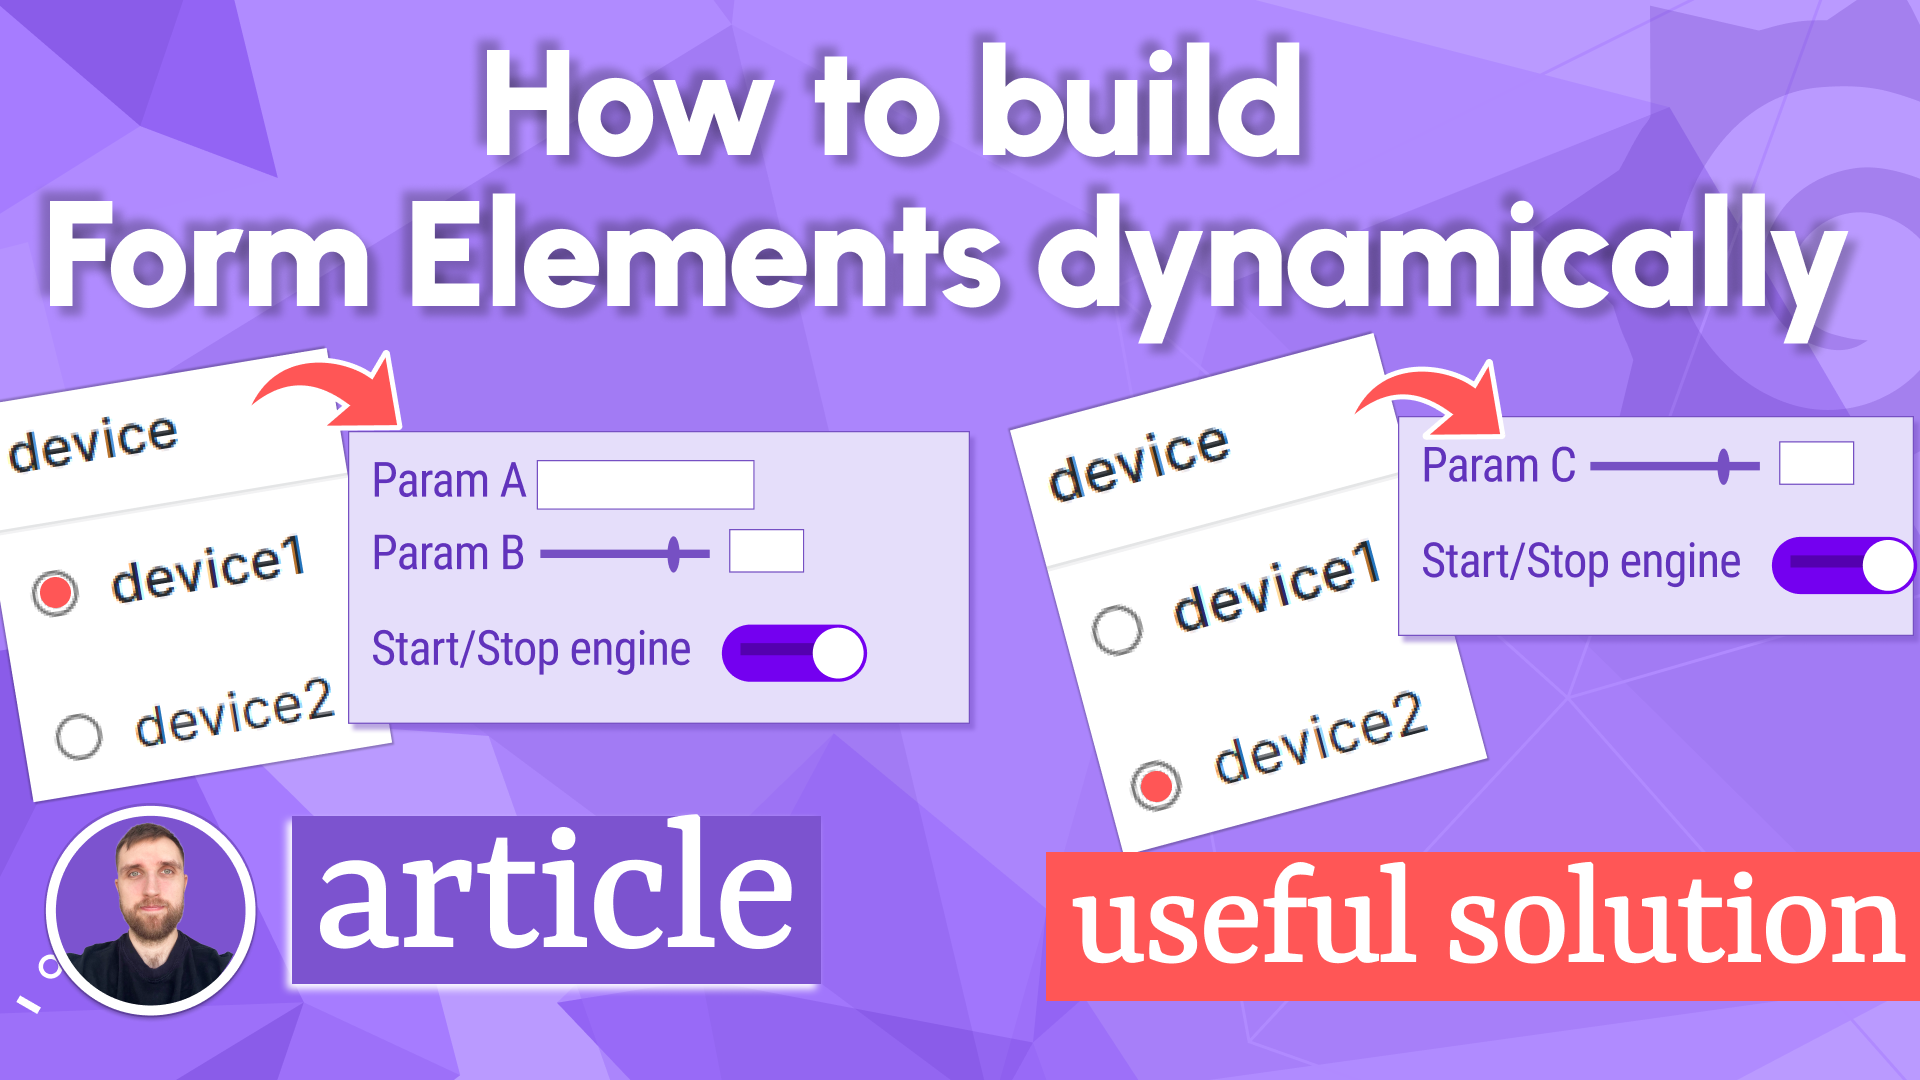 How to build
Form Elements dynamically
device
device1
device2
Param A
Param B
Start/Stop engine
device
device1
device2
Param C
Start/Stop engine
article
useful solution